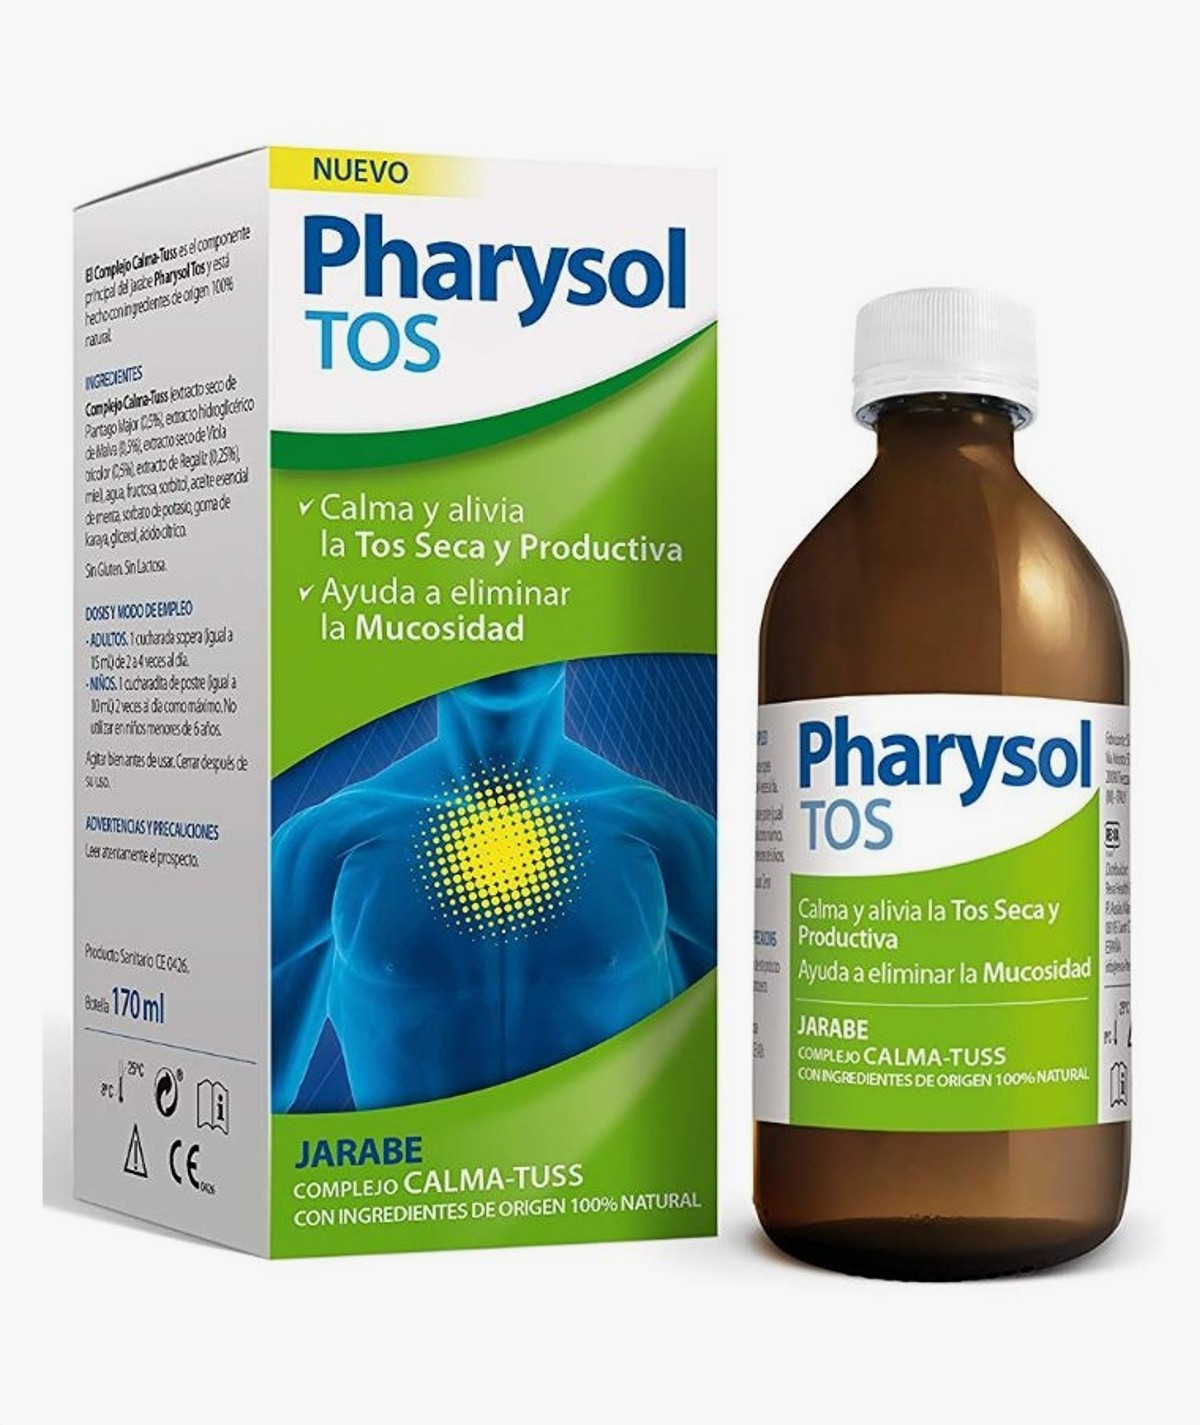 NUEVO
Pharysol
TOS
Calma y alivia
la Tos Seca y Productiva
Ayuda a eliminar
la Mucosidad
JARABE
COMPLEJO CALMA-TUSS
CON INGREDIENTES DE ORIGEN 100% NATURAL
El Complejo Calma-Tuss es el componente
principal del jarabe Pharysol Tos y está
hecho con ingredientes de origen 100%
natural.
INGREDIENTES
Complejo Calma-Tuss (extracto seco de
Plantago Major (0,5%), extracto hidroglicérico
de Malva (0,3%), extracto seco de Viola
tricolor (0,5%), extracto de Regaliz (0,25%),
miel), agua, fructosa, sorbitol, aceite esencial
de menta, sorbato de potasio, goma de
karaya, glicerol, ácido cítrico.
Sin Gluten. Sin Lactosa.
DOSIS Y MODO DE EMPLEO
- ADULTOS. 1 cucharada sopera (igual a
15 ml) de 2 a 4 veces al día.
- NIÑOS. 1 cucharadita de postre (igual a
10 ml) 2 veces al día como máximo. No
utilizar en niños menores de 6 años.
Agitar bien antes de usar. Cerrar después de
su uso.
ADVERTENCIAS Y PRECAUCIONES
Leer atentamente el prospecto.
Producto Sanitario CE 0426.
Botella 170 ml
8°C 25°C
CE 0426
Pharysol
TOS
Calma y alivia la Tos Seca y
Productiva
Ayuda a eliminar la Mucosidad
JARABE
COMPLEJO CALMA-TUSS
CON INGREDIENTES DE ORIGEN 100% NATURAL